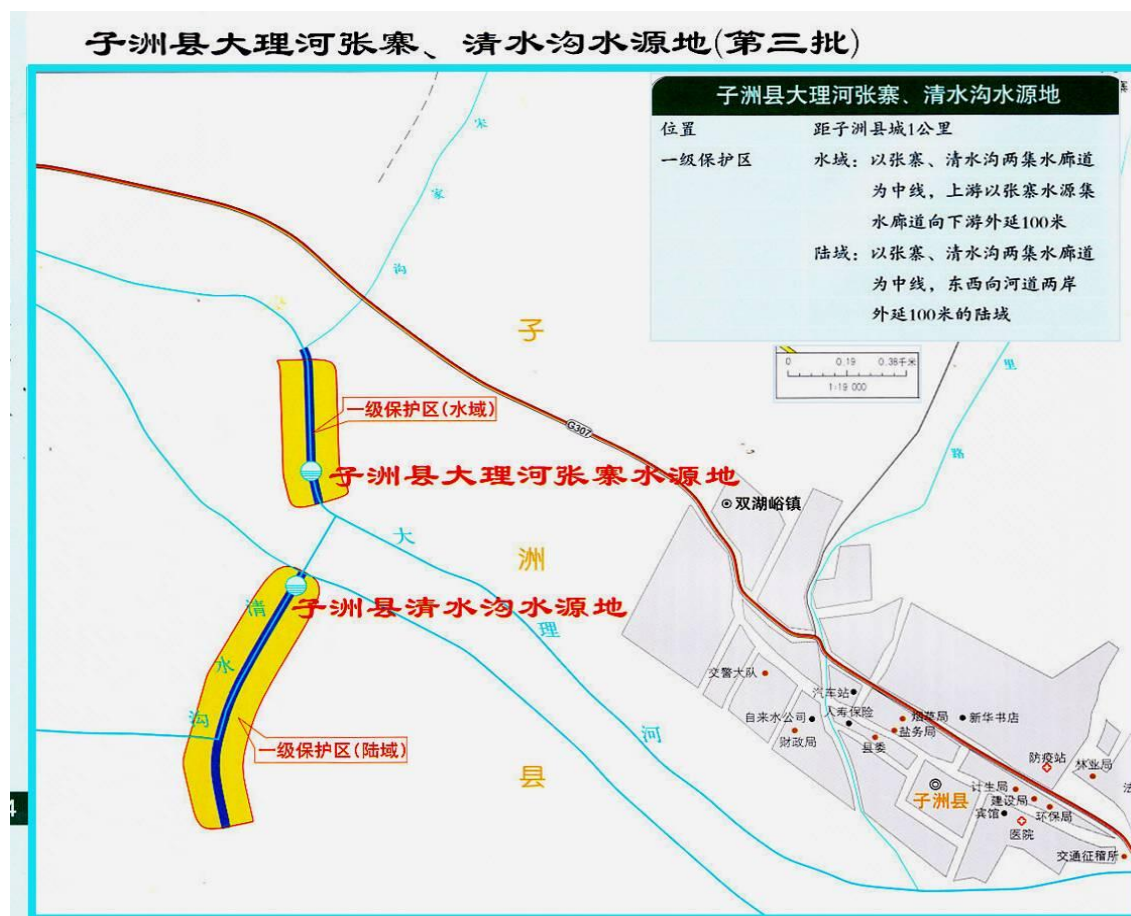 子洲县大理河张寨、清水沟水源地(第三批)
子洲县大理河张寨、清水沟水源地
位置 距子洲县城1公里
一级保护区 水域：以张寨、清水沟两集水廊道
为中线，上游以张寨水源集
水廊道向下游外延100米
陆域：以张寨、清水沟两集水廊道
为中线，东西向河道两岸
外延100米的陆域
0 0.19 0.38千米
1:19 000
宋家沟
子洲县
G307
一级保护区(水域)
子洲县大理河张寨水源地
双湖峪镇
大理河
子洲县清水沟水源地
清水沟
一级保护区(陆域)
里路
交警大队
汽车站
自来水公司
人寿保险
烟草局
新华书店
财政局
县委
盐务局
防疫站
林业局
子洲县
计生局
建设局
宾馆
环保局
医院
交通征稽所
法
4